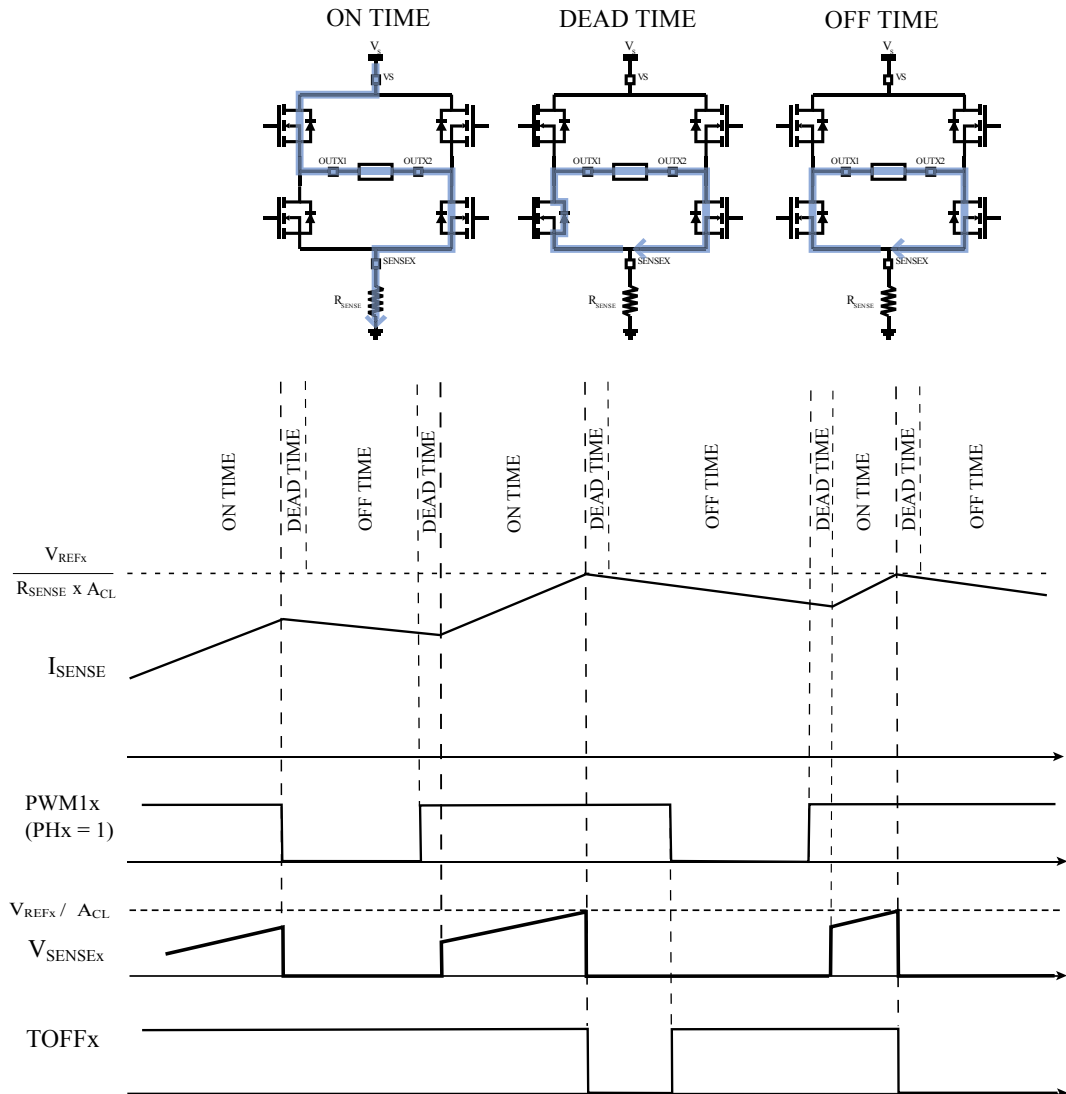 ON TIME
DEAD TIME
OFF TIME
VS
VS
VS
VS
VS
VS
OUTX1
OUTX2
OUTX1
OUTX2
OUTX1
OUTX2
SENSEX
SENSEX
SENSEX
RSENSE
RSENSE
RSENSE
ON TIME
DEAD TIME
OFF TIME
DEAD TIME
ON TIME
DEAD TIME
OFF TIME
DEAD TIME
ON TIME
DEAD TIME
OFF TIME
VREFx
RSENSE x ACL
ISENSE
PWM1x
(PHx = 1)
VREFx / ACL
VSENSEx
TOFFx